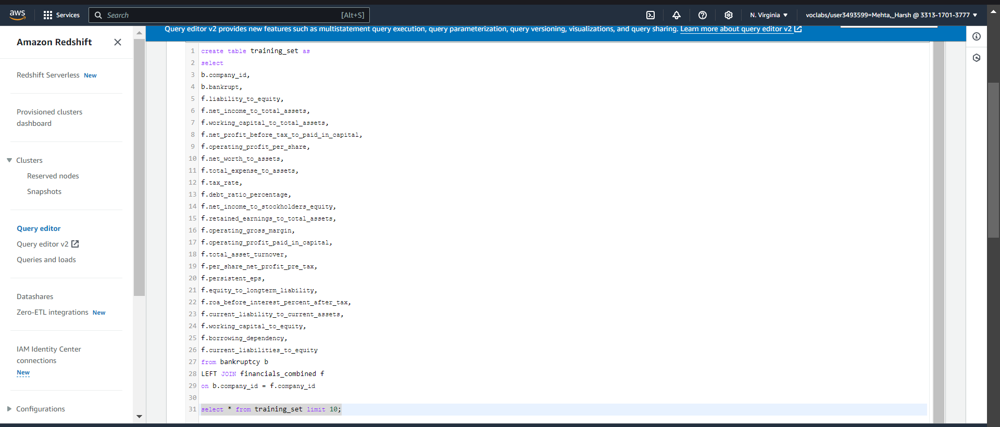 aws
Services
Search
[Alt+S]
N. Virginia
voclabs/user3493599=Mehta,_Harsh @ 3313-1701-3777
Amazon Redshift
Redshift Serverless New
Provisioned clusters
dashboard
Clusters
Reserved nodes
Snapshots
Query editor
Query editor v2
Queries and loads
Datashares
Zero-ETL integrations New
IAM Identity Center
connections
New
Configurations
Query editor v2 provides new features such as multistatement query execution, query parameterization, query versioning, visualizations, and query sharing. Learn more about query editor v2
1 create table training_set as
2 select
3 b.company_id,
4 b.bankrupt,
5 f.liability_to_equity,
6 f.net_income_to_total_assets,
7 f.working_capital_to_total_assets,
8 f.net_profit_before_tax_to_paid_in_capital,
9 f.operating_profit_per_share,
10 f.net_worth_to_assets,
11 f.total_expense_to_assets,
12 f.tax_rate,
13 f.debt_ratio_percentage,
14 f.net_income_to_stockholders_equity,
15 f.retained_earnings_to_total_assets,
16 f.operating_gross_margin,
17 f.operating_profit_paid_in_capital,
18 f.total_asset_turnover,
19 f.per_share_net_profit_pre_tax,
20 f.persistent_eps,
21 f.equity_to_longterm_liability,
22 f.roa_before_interest_percent_after_tax,
23 f.current_liability_to_current_assets,
24 f.working_capital_to_equity,
25 f.borrowing_dependency,
26 f.current_liabilities_to_equity
27 from bankruptcy b
28 LEFT JOIN financials_combined f
29 on b.company_id = f.company_id
30
31 select * from training_set limit 10;